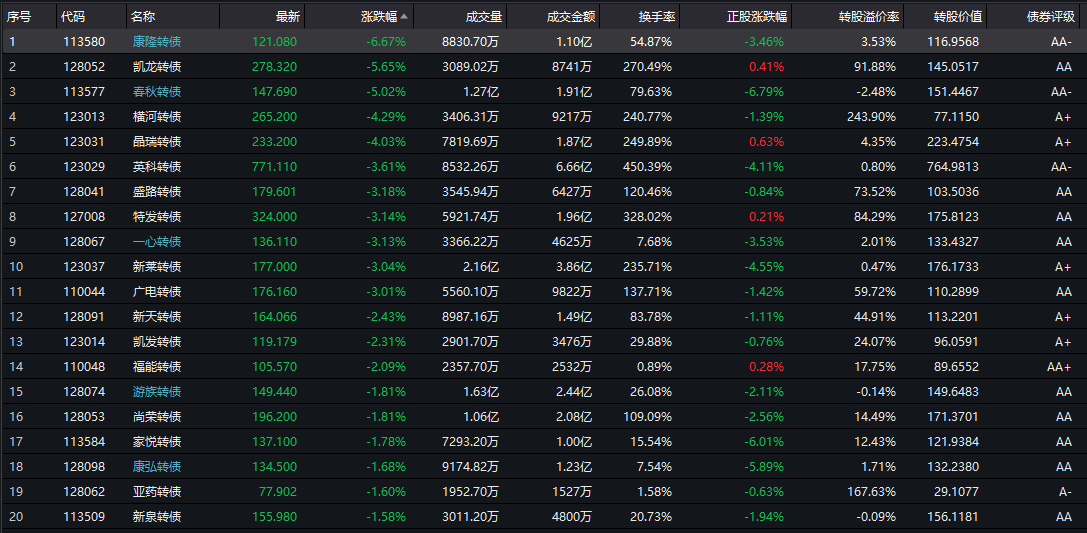 序号 代码 名称 最新 涨跌幅 成交量 成交金额 换手率 正股涨跌幅 转股溢价率 转股价值 债券评级
1 113580 康隆转债 121.080 -6.67% 8830.70万 1.10亿 54.87% -3.46% 3.53% 116.9568 AA-
2 128052 凯龙转债 278.320 -5.65% 3089.02万 8741万 270.49% 0.41% 91.88% 145.0517 AA
3 113577 春秋转债 147.690 -5.02% 1.27亿 1.91亿 79.63% -6.79% -2.48% 151.4467 AA-
4 123013 横河转债 265.200 -4.29% 3406.31万 9217万 240.77% -1.39% 243.90% 77.1150 A+
5 123031 晶瑞转债 233.200 -4.03% 7819.69万 1.87亿 249.89% 0.63% 4.35% 223.4754 A+
6 123029 英科转债 771.110 -3.61% 8532.26万 6.66亿 450.39% -4.11% 0.80% 764.9813 AA-
7 128041 盛路转债 179.601 -3.18% 3545.94万 6427万 120.46% -0.84% 73.52% 103.5036 AA
8 127008 特发转债 324.000 -3.14% 5921.74万 1.96亿 328.02% 0.21% 84.29% 175.8123 AA
9 128067 一心转债 136.110 -3.13% 3366.22万 4625万 7.68% -3.53% 2.01% 133.4327 AA
10 123037 新莱转债 177.000 -3.04% 2.16亿 3.86亿 235.71% -4.55% 0.47% 176.1733 A+
11 110044 广电转债 176.160 -3.01% 5560.10万 9822万 137.71% -1.42% 59.72% 110.2899 AA
12 128091 新天转债 164.066 -2.43% 8987.16万 1.49亿 83.78% -1.11% 44.91% 113.2201 A+
13 123014 凯发转债 119.179 -2.31% 2901.70万 3476万 29.88% -0.76% 24.07% 96.0591 A+
14 110048 福能转债 105.570 -2.09% 2357.70万 2532万 0.89% 0.28% 17.75% 89.6552 AA+
15 128074 游族转债 149.440 -1.81% 1.63亿 2.44亿 26.08% -2.11% -0.14% 149.6483 AA
16 128053 尚荣转债 196.200 -1.81% 1.06亿 2.08亿 109.09% -2.56% 14.49% 171.3701 AA
17 113584 家悦转债 137.100 -1.78% 7293.20万 1.00亿 15.54% -6.01% 12.43% 121.9384 AA
18 128098 康弘转债 134.500 -1.68% 9174.82万 1.23亿 7.54% -5.89% 1.71% 132.2380 AA
19 128062 亚药转债 77.902 -1.60% 1952.70万 1527万 1.58% -0.63% 167.63% 29.1077 A-
20 113509 新泉转债 155.980 -1.58% 3011.20万 4800万 20.73% -1.94% -0.09% 156.1181 AA